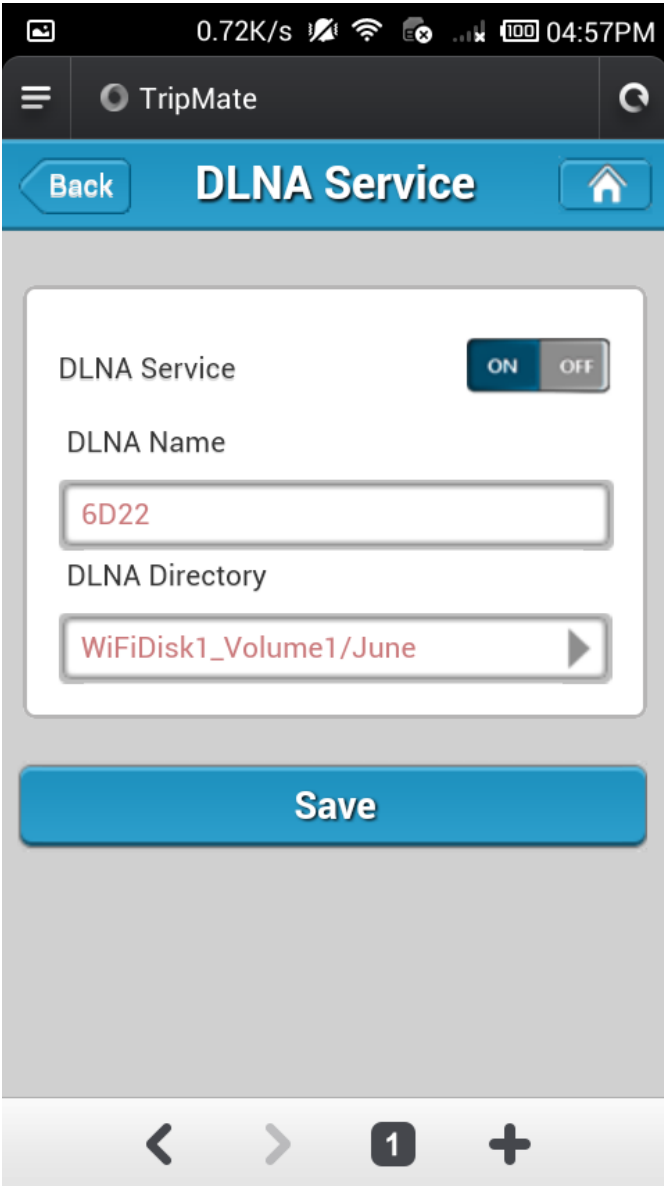 0.72K/s 100 04:57PM
TripMate
Back DLNA Service
DLNA Service ON OFF
DLNA Name
6D22
DLNA Directory
WiFiDisk1_Volume1/June
Save
1